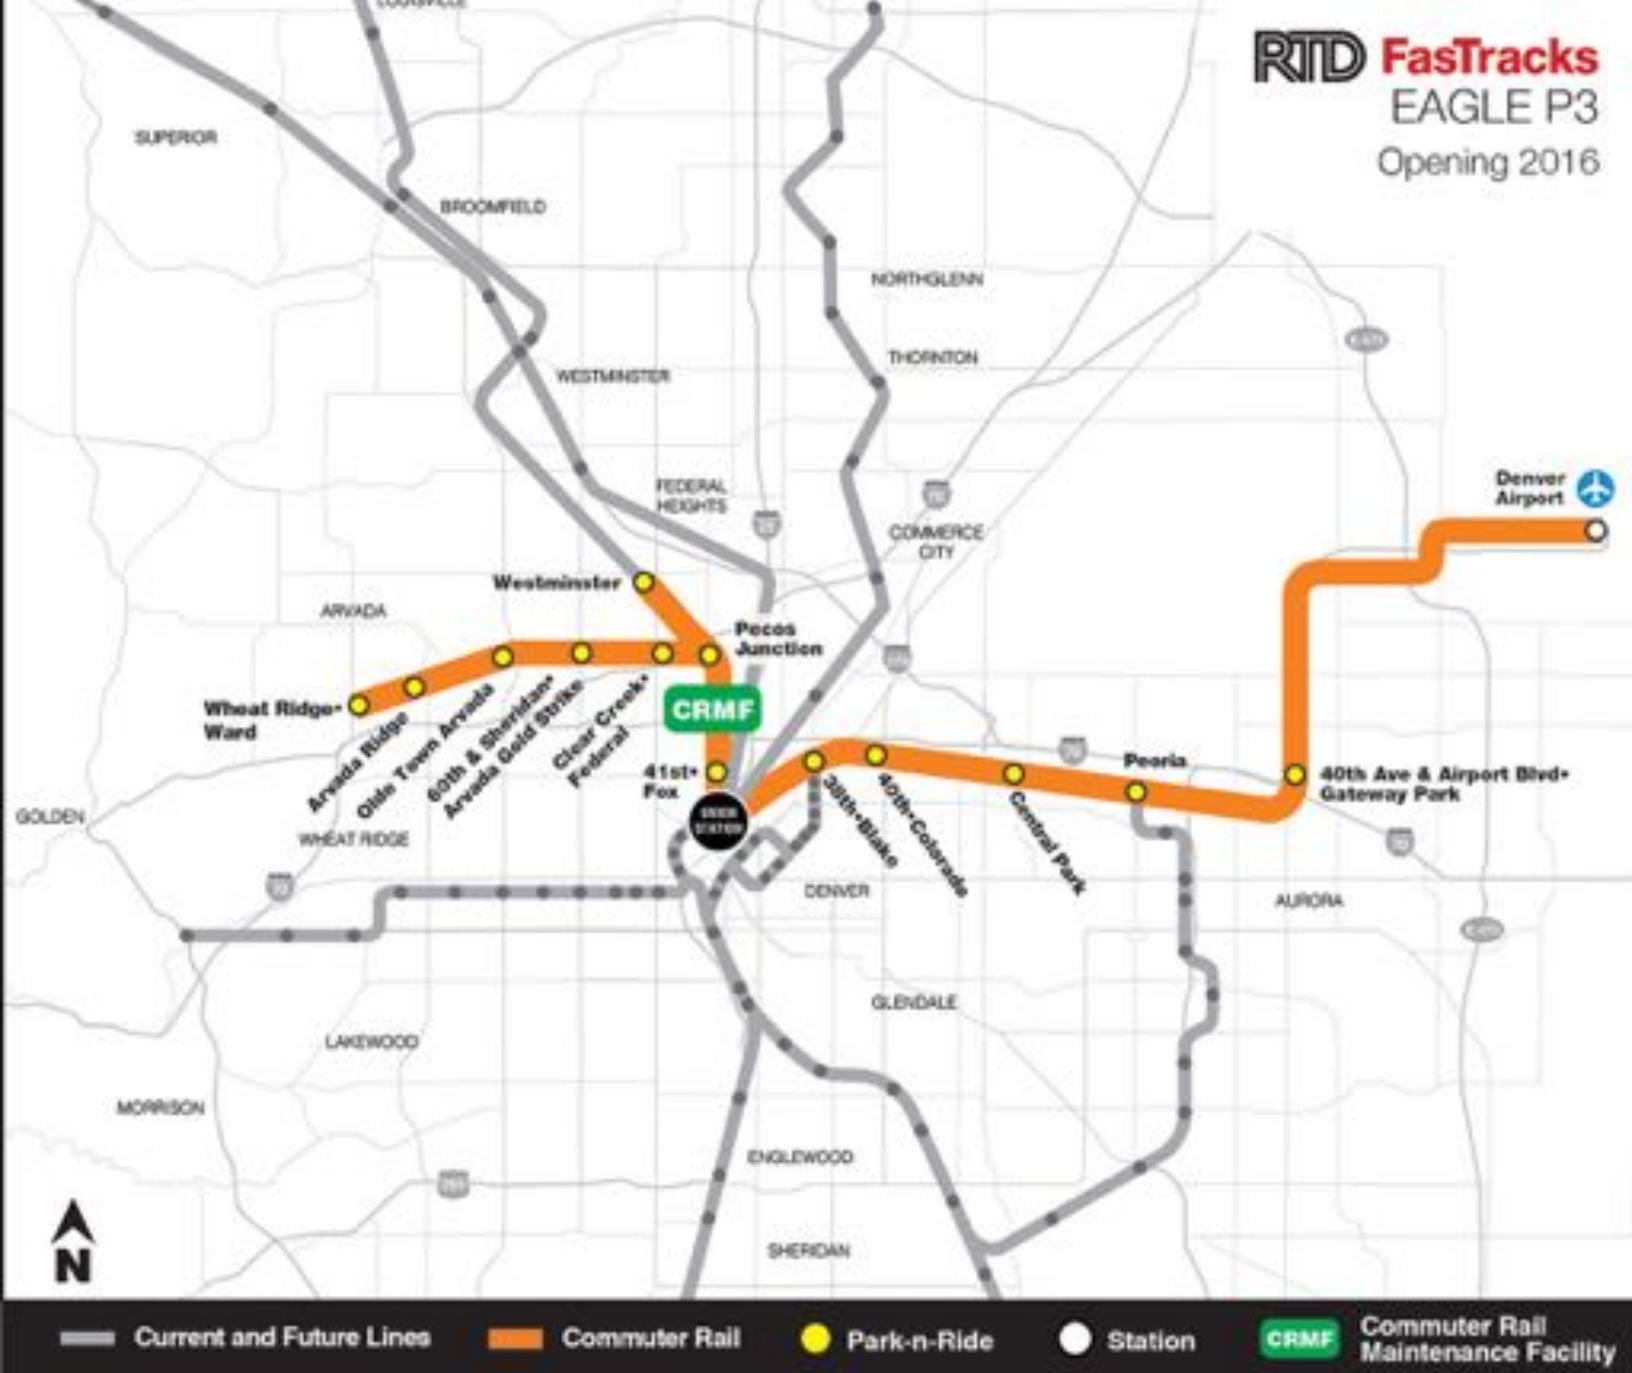 RTD FasTracks
EAGLE P3
Opening 2016
LOUISVILLE
SUPERIOR
BROOMFIELD
NORTHGLENN
THORNTON
WESTMINSTER
FEDERAL
HEIGHTS
COMMERCE
CITY
Denver
Airport
Westminster
ARVADA
Pecos
Junction
Wheat Ridge•
Ward
Arvada Ridge
Olde Town Arvada
60th & Sheridan•
Arvada Gold Strike
Clear Creek•
Federal
CRMF
41st•
Fox
UNION
STATION
38th•Blake
40th•Colorado
Central Park
Peoria
40th Ave & Airport Blvd•
Gateway Park
GOLDEN
WHEAT RIDGE
DENVER
AURORA
GLENDALE
LAKEWOOD
MORRISON
ENGLEWOOD
SHERIDAN
N
Current and Future Lines
Commuter Rail
Park-n-Ride
Station
CRMF
Commuter Rail
Maintenance Facility